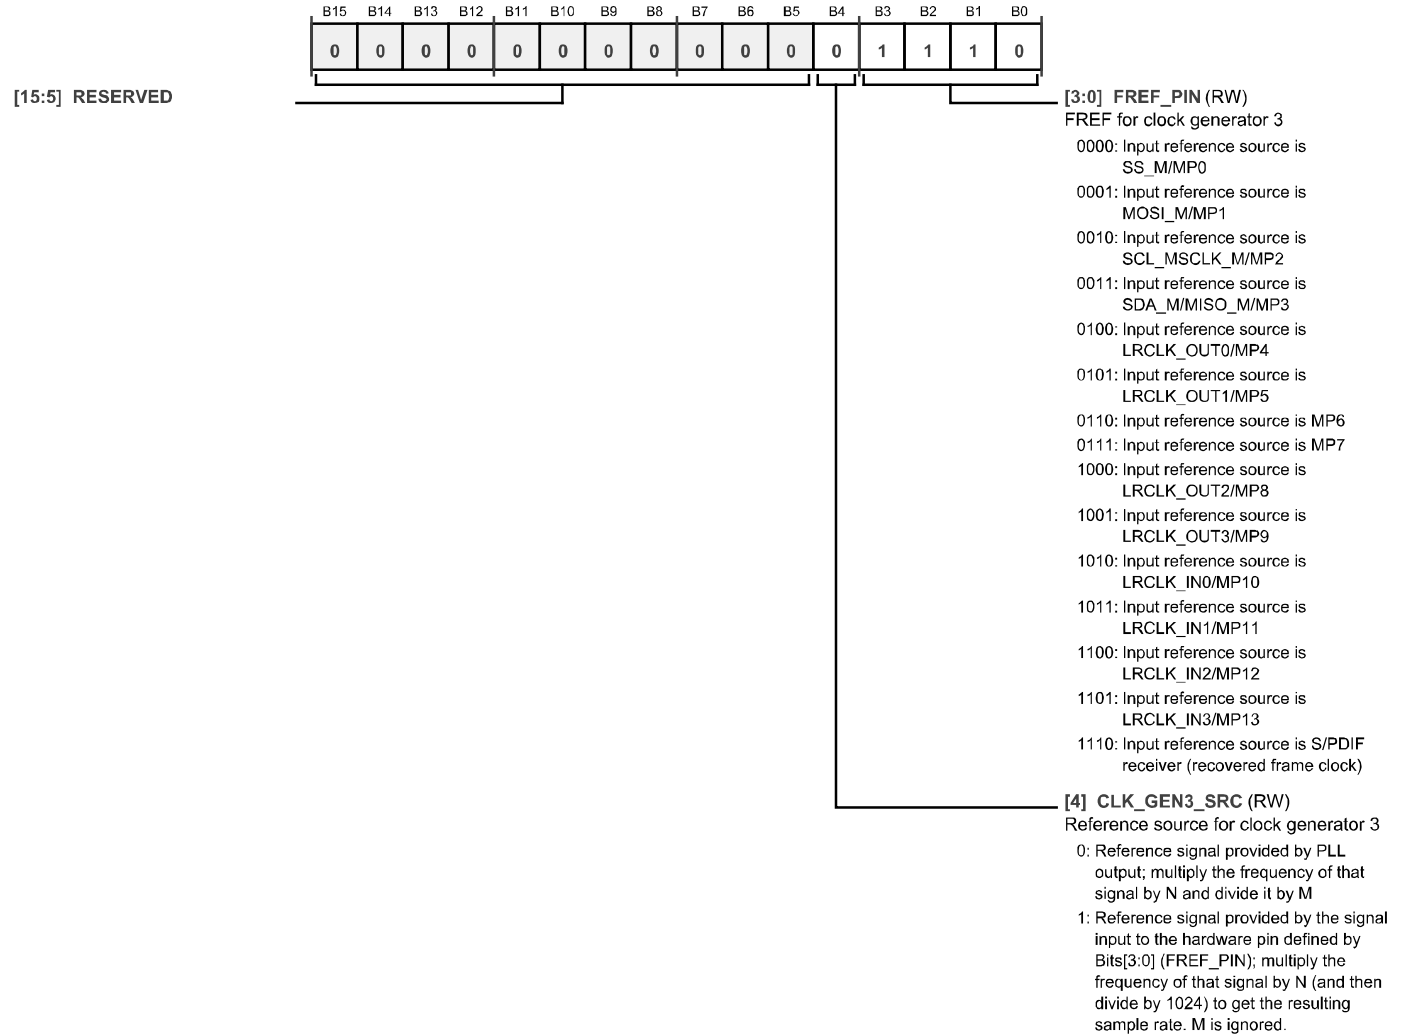 B15 B14 B13 B12 B11 B10 B9 B8 B7 B6 B5 B4 B3 B2 B1 B0
0 0 0 0 0 0 0 0 0 0 0 0 1 1 1 0
[15:5] RESERVED
[3:0] FREF_PIN (RW)
FREF for clock generator 3
0000: Input reference source is
SS_M/MP0
0001: Input reference source is
MOSI_M/MP1
0010: Input reference source is
SCL_MSCLK_M/MP2
0011: Input reference source is
SDA_M/MISO_M/MP3
0100: Input reference source is
LRCLK_OUT0/MP4
0101: Input reference source is
LRCLK_OUT1/MP5
0110: Input reference source is MP6
0111: Input reference source is MP7
1000: Input reference source is
LRCLK_OUT2/MP8
1001: Input reference source is
LRCLK_OUT3/MP9
1010: Input reference source is
LRCLK_IN0/MP10
1011: Input reference source is
LRCLK_IN1/MP11
1100: Input reference source is
LRCLK_IN2/MP12
1101: Input reference source is
LRCLK_IN3/MP13
1110: Input reference source is S/PDIF
receiver (recovered frame clock)
[4] CLK_GEN3_SRC (RW)
Reference source for clock generator 3
0: Reference signal provided by PLL
output; multiply the frequency of that
signal by N and divide it by M
1: Reference signal provided by the signal
input to the hardware pin defined by
Bits[3:0] (FREF_PIN); multiply the
frequency of that signal by N (and then
divide by 1024) to get the resulting
sample rate. M is ignored.